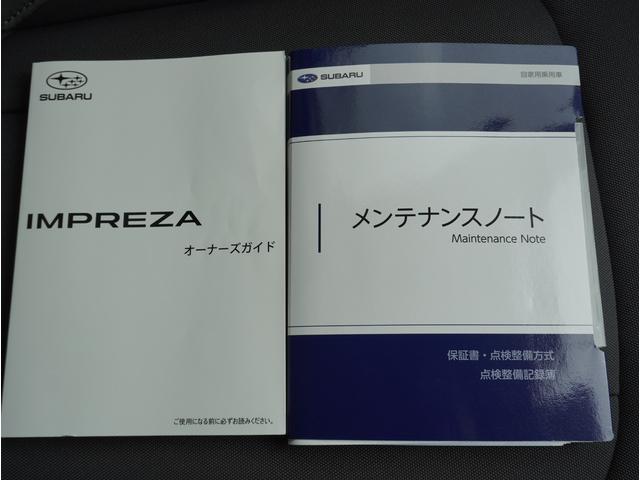 SUBARU
IMPREZA
オーナーズガイド
ご使用になる前に必ずお読みください。
SUBARU
自家用乗用車
メンテナンスノート
Maintenance Note
保証書・点検整備方式
点検整備記録簿